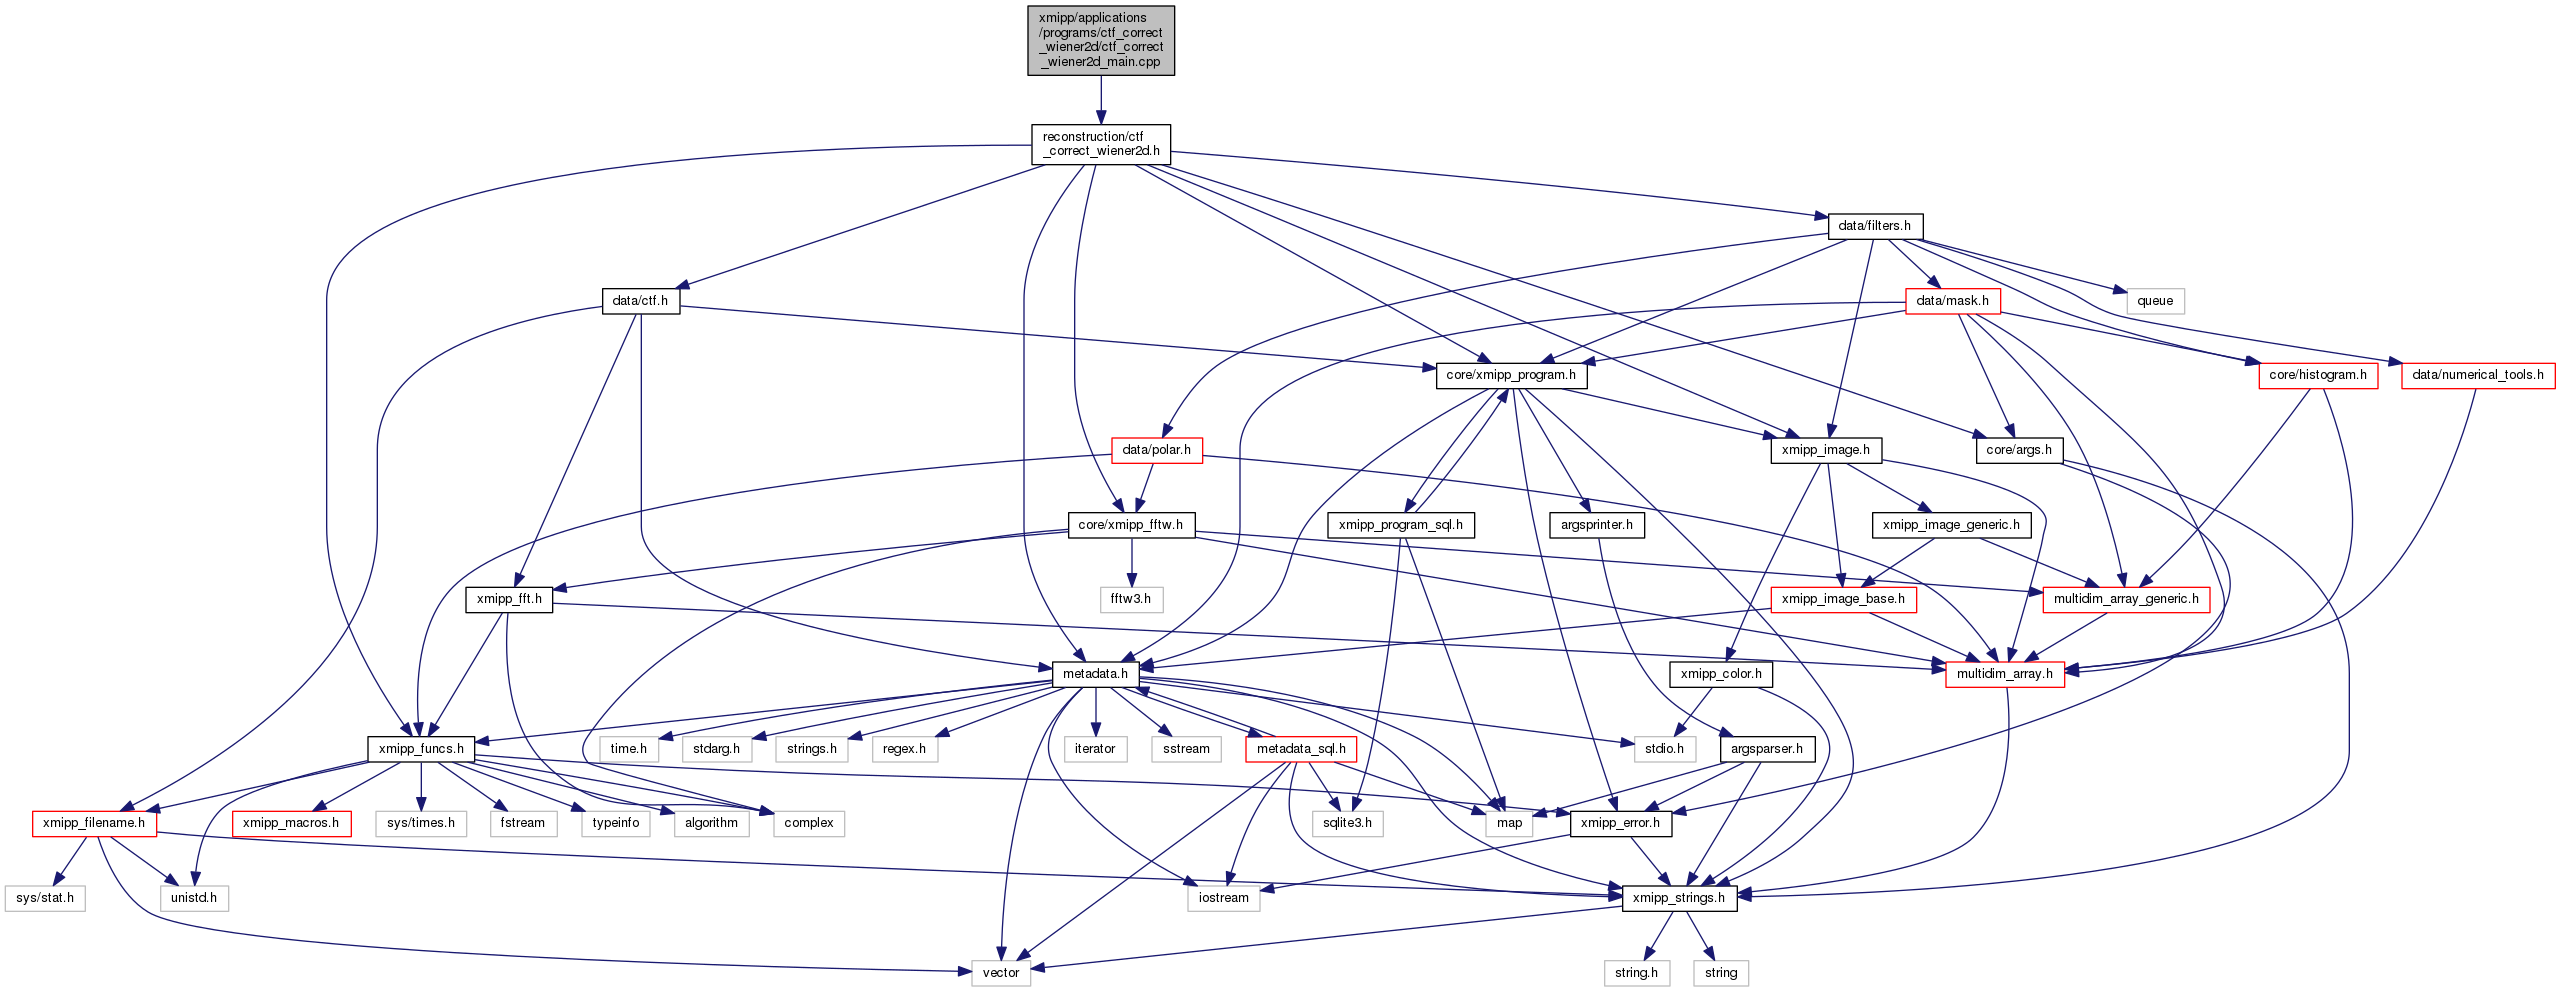 xmipp/applications
/programs/ctf_correct
_wiener2d/ctf_correct
_wiener2d_main.cpp
reconstruction/ctf
_correct_wiener2d.h
data/filters.h
data/ctf.h
data/mask.h
queue
core/xmipp_program.h
core/histogram.h
data/numerical_tools.h
data/polar.h
xmipp_image.h
core/args.h
core/xmipp_fftw.h
xmipp_program_sql.h
argsprinter.h
xmipp_image_generic.h
xmipp_fft.h
fftw3.h
xmipp_image_base.h
multidim_array_generic.h
metadata.h
xmipp_color.h
multidim_array.h
xmipp_funcs.h
time.h
stdarg.h
strings.h
regex.h
iterator
sstream
metadata_sql.h
stdio.h
argsparser.h
xmipp_filename.h
xmipp_macros.h
sys/times.h
fstream
typeinfo
algorithm
complex
sqlite3.h
map
xmipp_error.h
sys/stat.h
unistd.h
iostream
xmipp_strings.h
vector
string.h
string